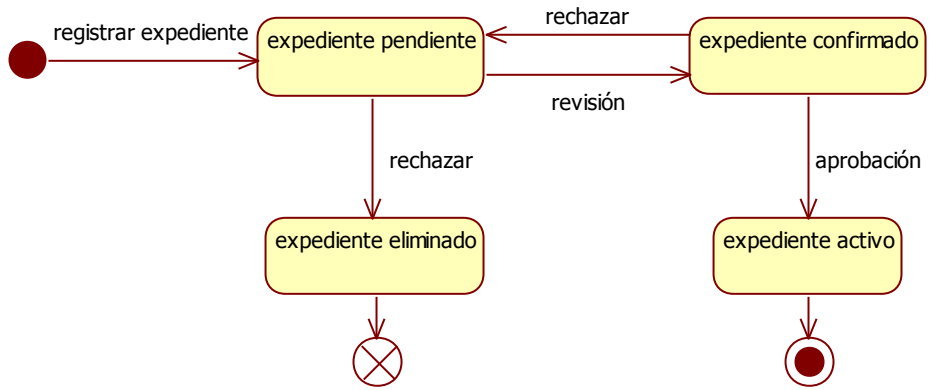 rechazar
registrar expediente
expediente pendiente
expediente confirmado
revisión
rechazar
aprobación
expediente eliminado
expediente activo